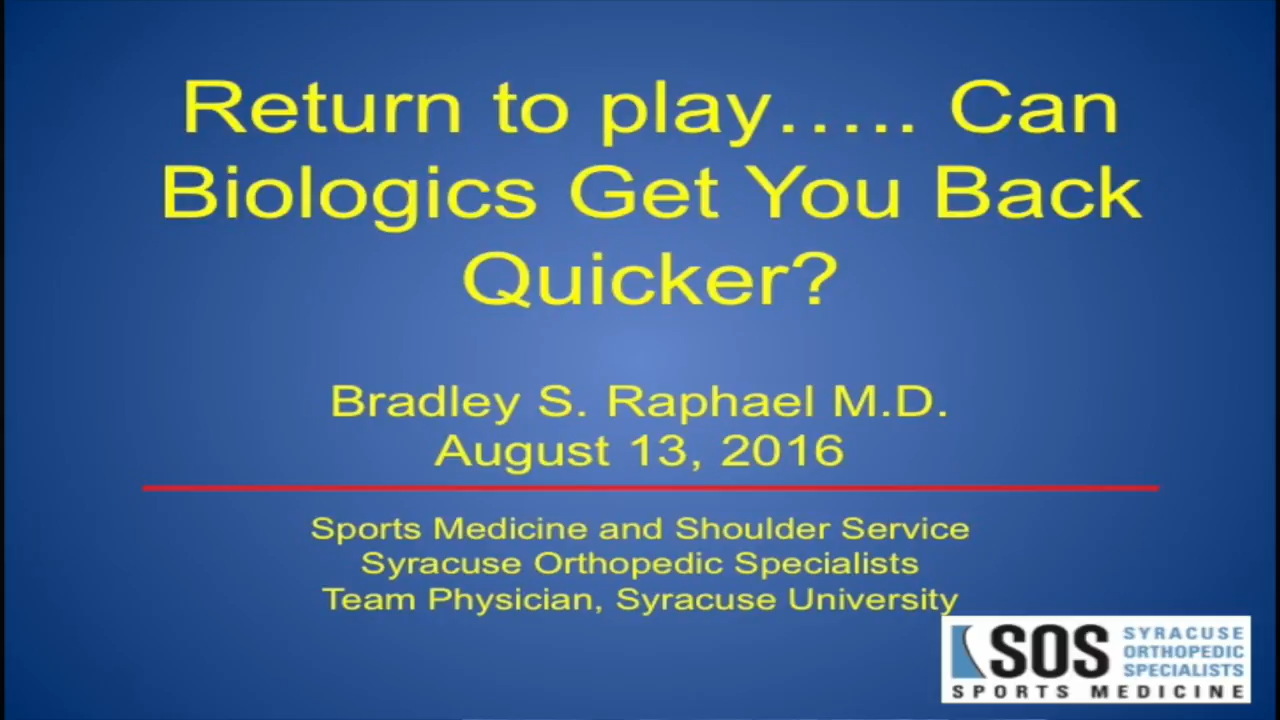 Return to play..... Can
Biologics Get You Back
Quicker?
Bradley S. Raphael M.D.
August 13, 2016
Sports Medicine and Shoulder Service
Syracuse Orthopedic Specialists
Team Physician, Syracuse University
SOS
SYRACUSE
ORTHOPEDIC
SPECIALISTS
SPORTS MEDICINE